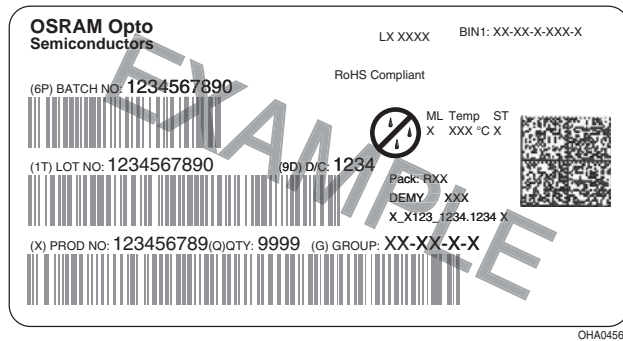 OSRAM Opto
Semiconductors
LX XXXX
BIN1: XX-XX-X-XXX-X
RoHS Compliant
(6P) BATCH NO: 1234567890
ML Temp ST
X XXX °C X
(1T) LOT NO: 1234567890 (9D) D/C: 1234
Pack: RXX
DEMY XXX
X_X123_1234.1234 X
(X) PROD NO: 123456789(Q)QTY: 9999 (G) GROUP: XX-XX-X-X
EXAMPLE
OHA04563